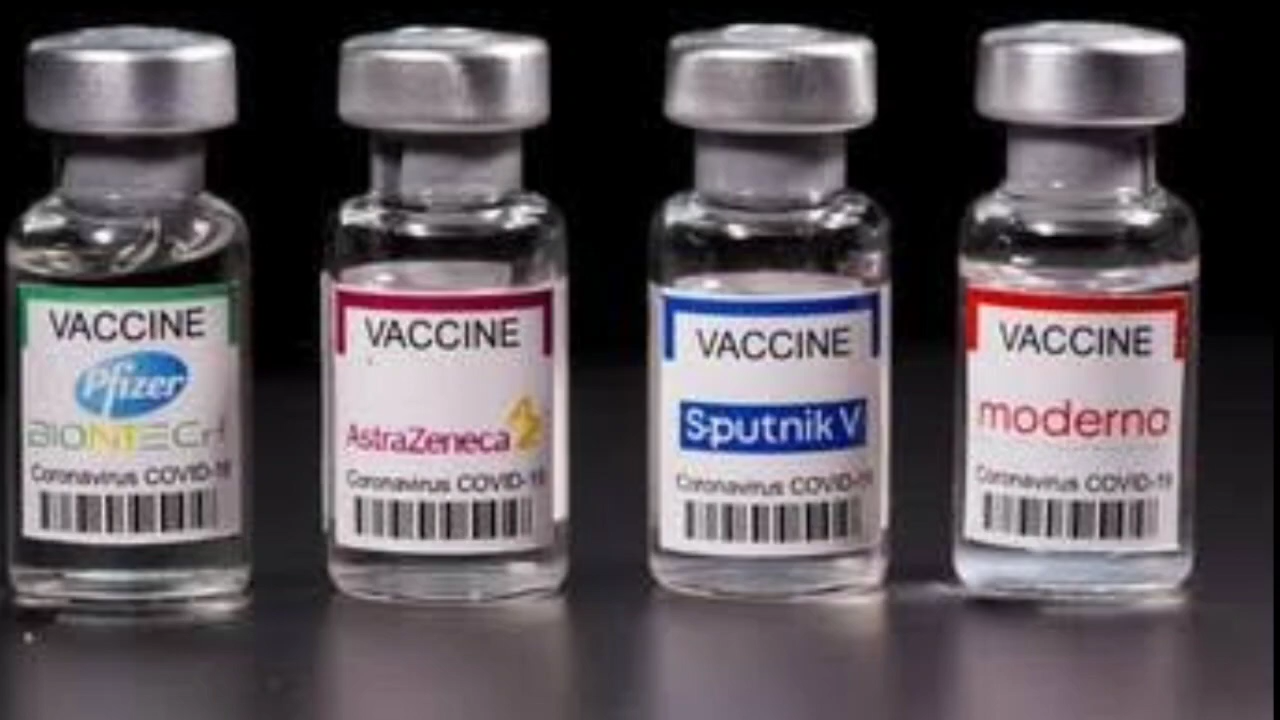 VACCINE
Pfizer
BIONTECH
Coronavirus COVID-19
VACCINE
AstraZeneca
Coronavirus COVID-19
VACCINE
Sputnik V
Coronavirus COVID-19
VACCINE
moderna
Coronavirus COVID-19